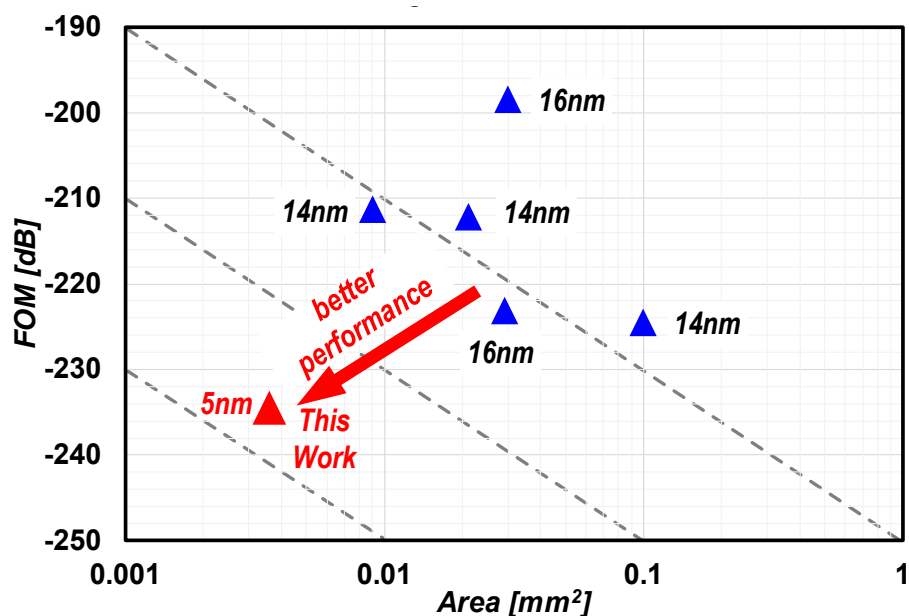 -190
-200
-210
-220
-230
-240
-250
FOM [dB]
16nm
14nm
14nm
better
performance
16nm
14nm
5nm
This
Work
0.001
0.01
0.1
1
Area [mm²]